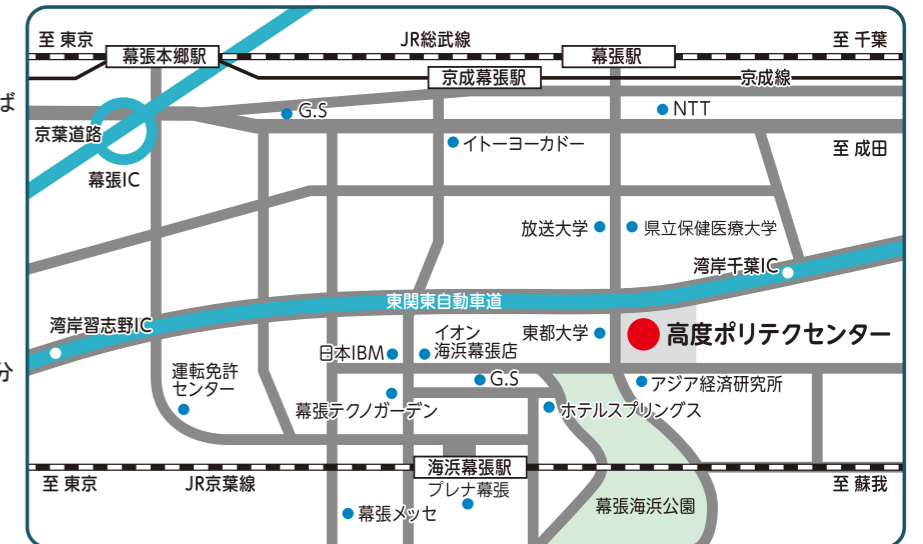 至 東京
JR総武線
至 千葉
幕張本郷駅
幕張駅
京成幕張駅
京成線
ば
G.S
NTT
京葉道路
イトーヨーカドー
至 成田
幕張IC
放送大学
県立保健医療大学
湾岸千葉IC
東関東自動車道
湾岸習志野IC
イオン
海浜幕張店
東都大学
高度ポリテクセンター
日本IBM
分
運転免許
センター
G.S
アジア経済研究所
幕張テクノガーデン
ホテルスプリングス
海浜幕張駅
至 東京
JR京葉線
プレナ幕張
至 蘇我
幕張海浜公園
幕張メッセ